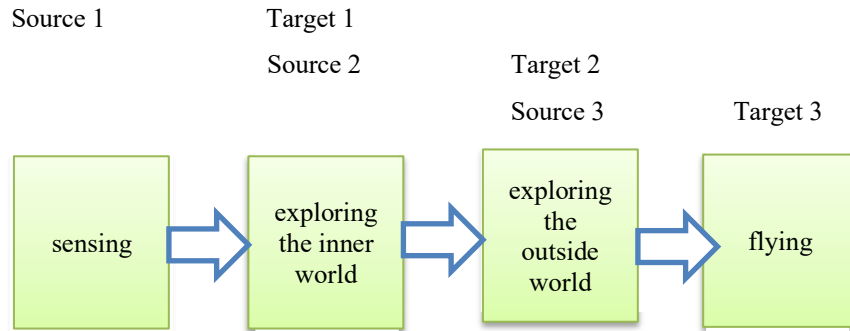 Source 1
Target 1
Source 2
Target 2
Source 3
Target 3
sensing
exploring
the inner
world
exploring
the
outside
world
flying